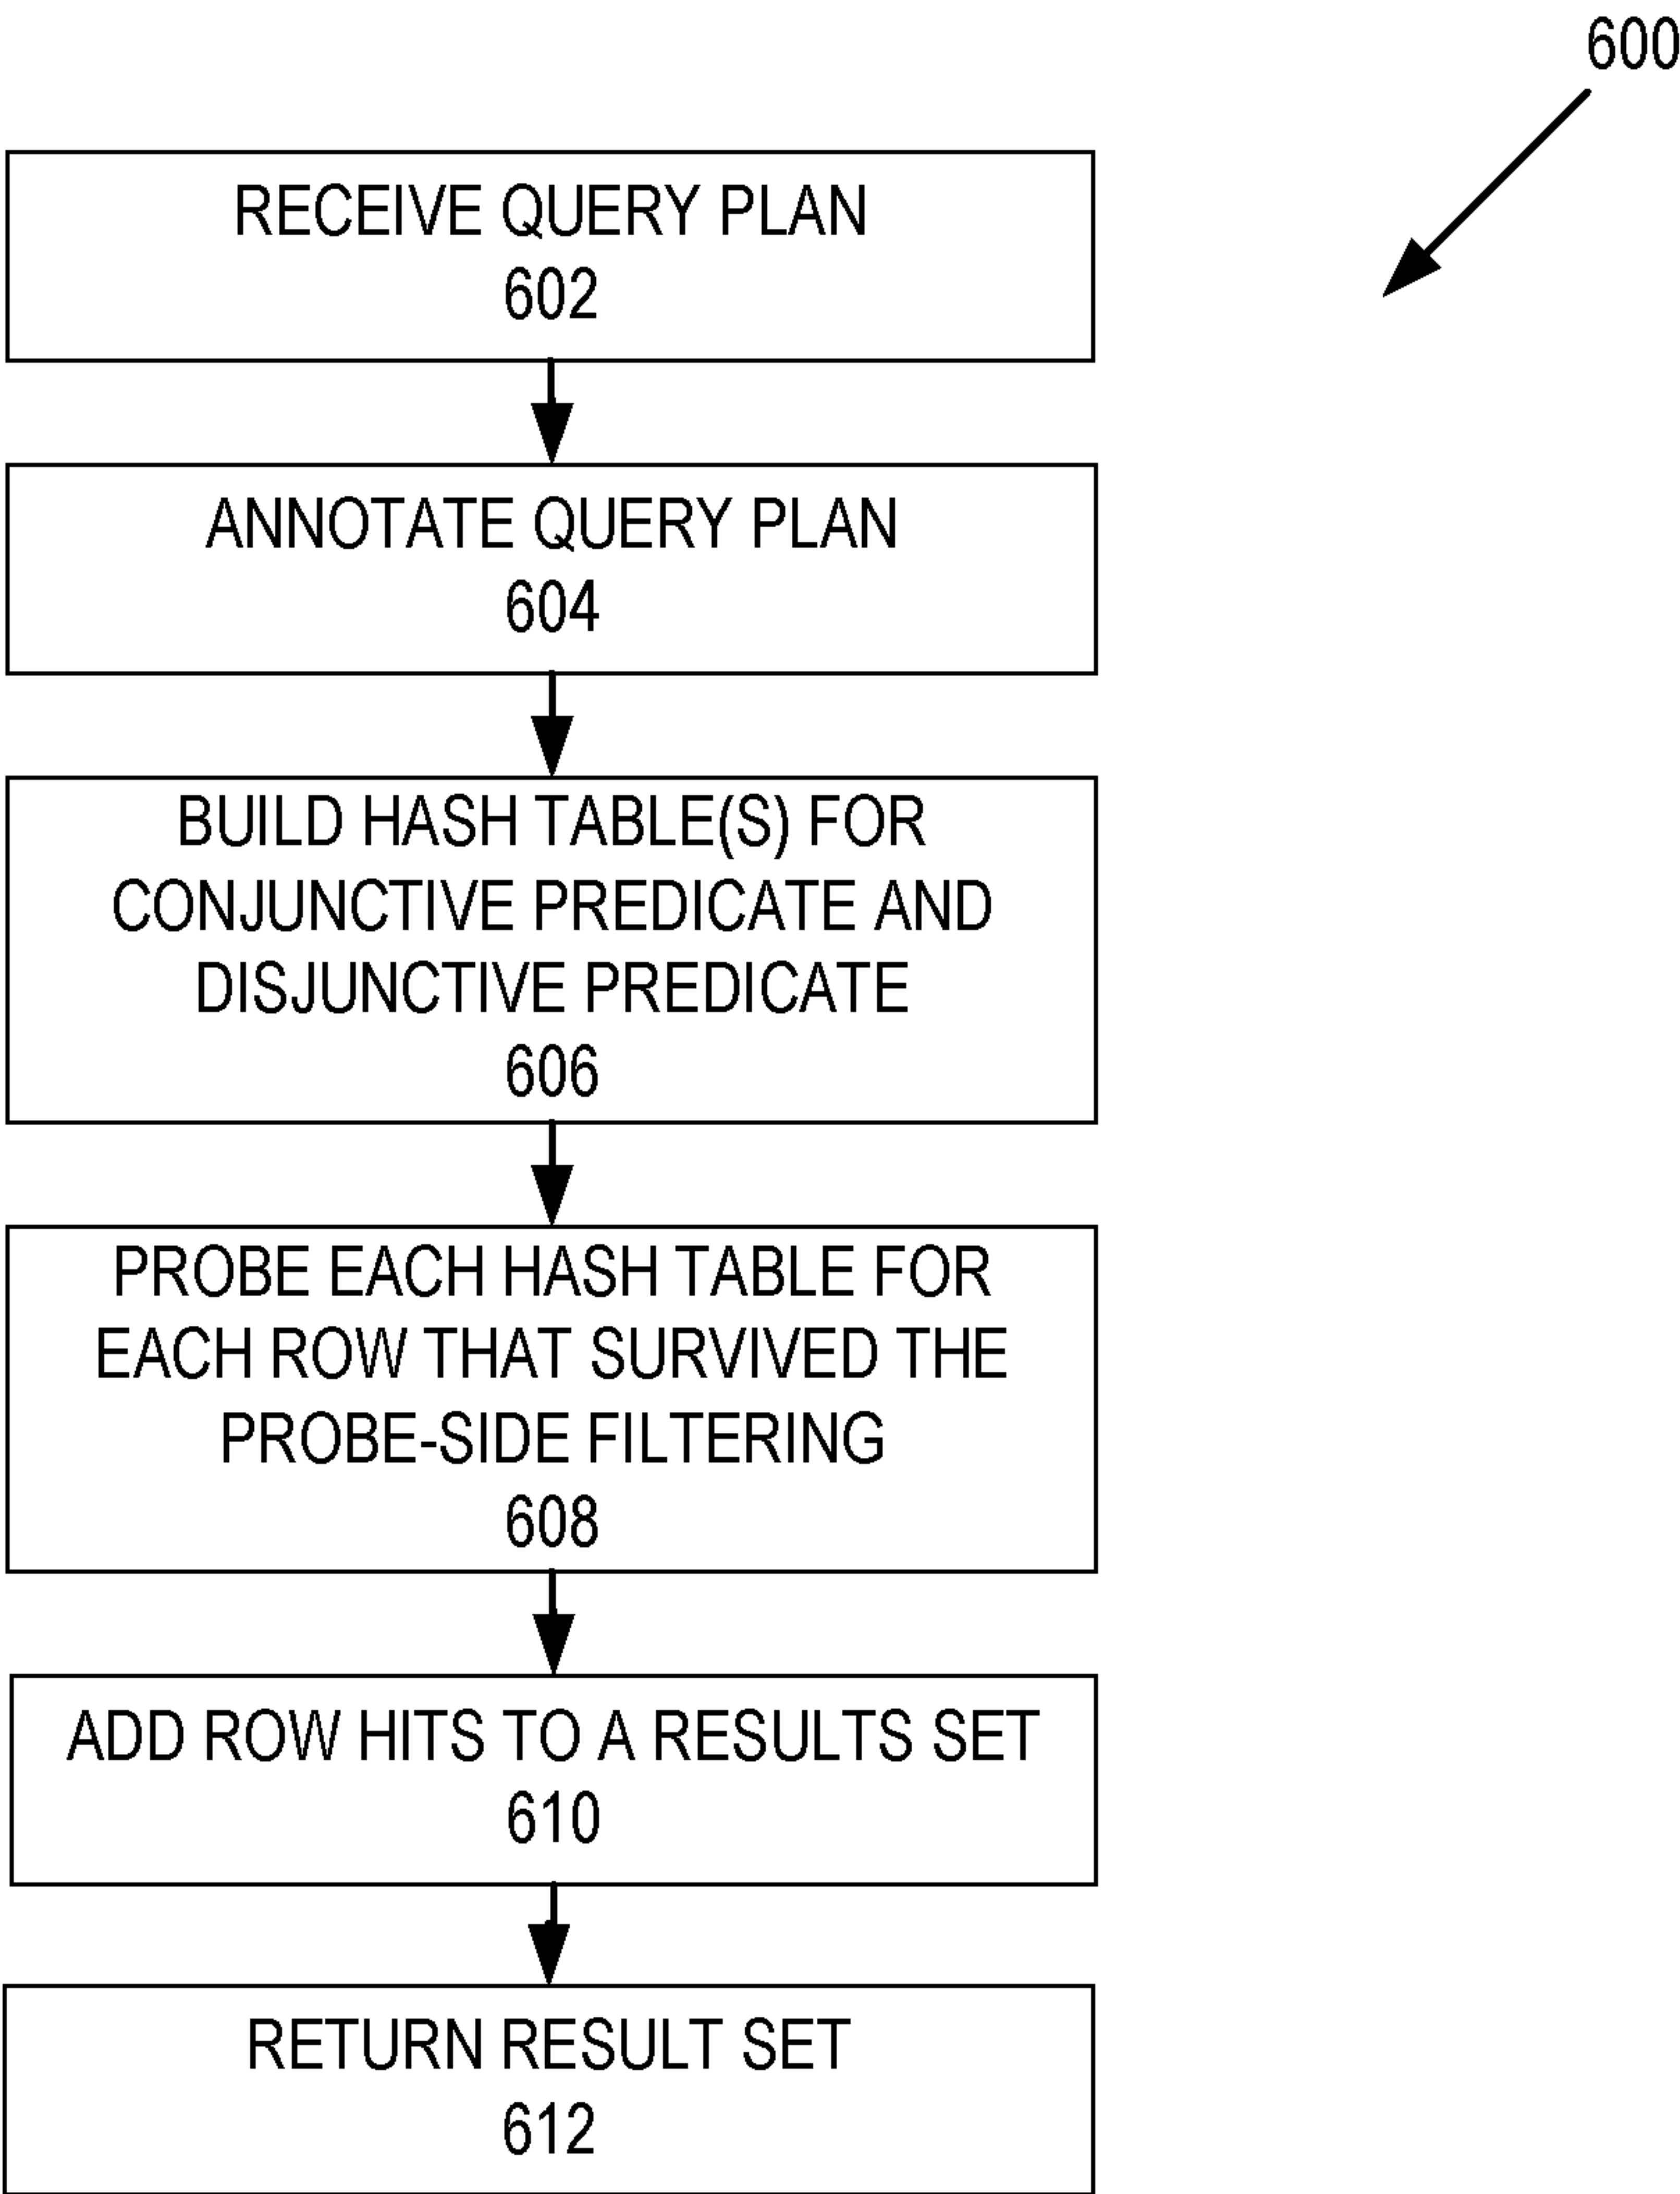 600
RECEIVE QUERY PLAN
602
ANNOTATE QUERY PLAN
604
BUILD HASH TABLE(S) FOR
CONJUNCTIVE PREDICATE AND
DISJUNCTIVE PREDICATE
606
PROBE EACH HASH TABLE FOR
EACH ROW THAT SURVIVED THE
PROBE-SIDE FILTERING
608
ADD ROW HITS TO A RESULTS SET
610
RETURN RESULT SET
612